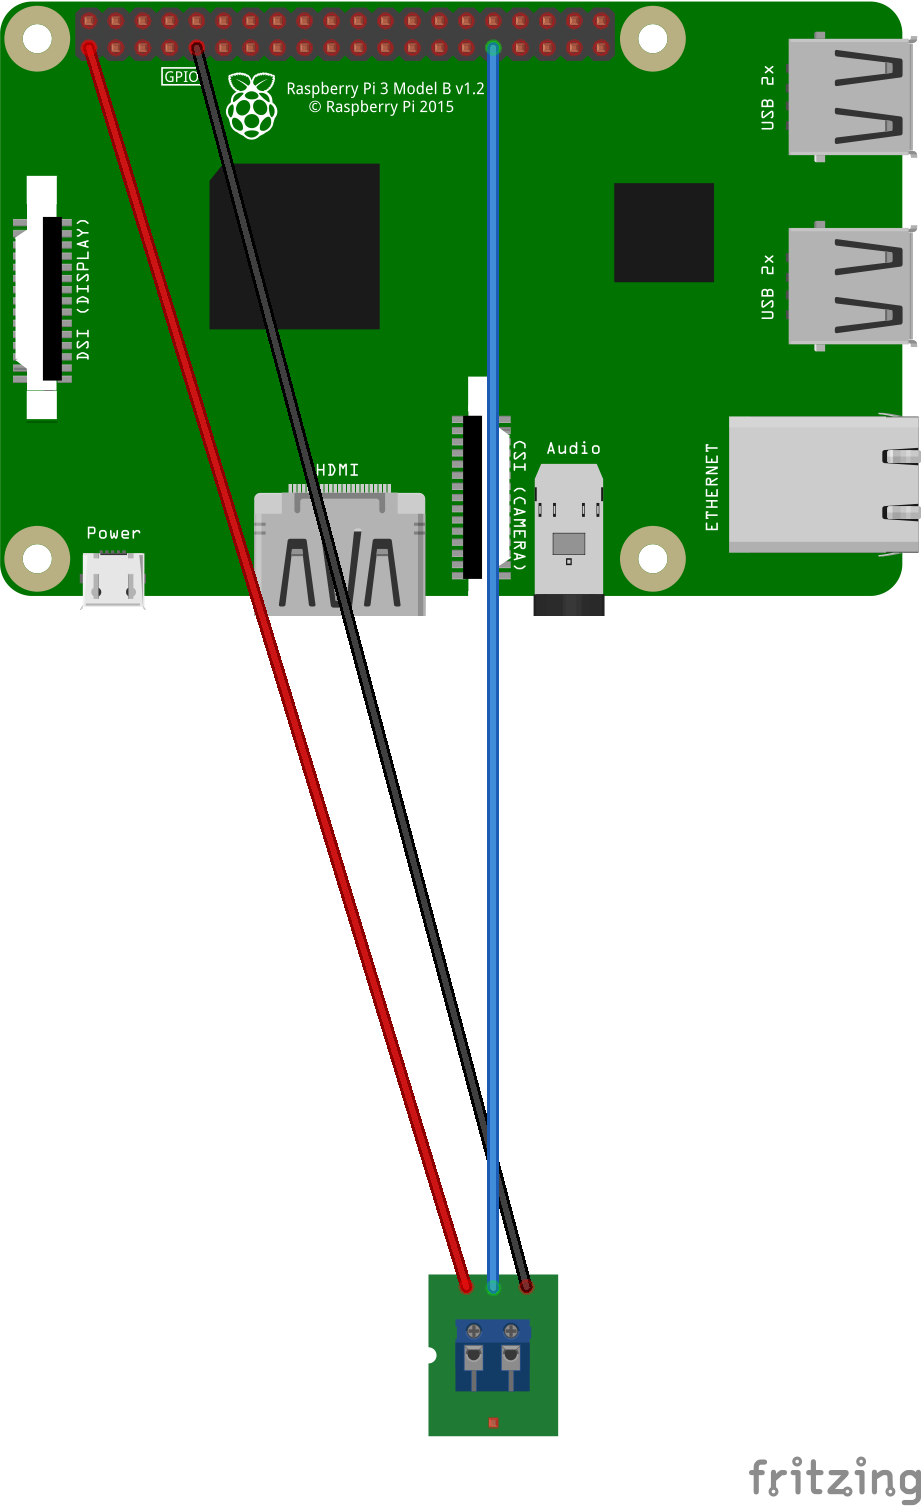 GPIO
Raspberry Pi 3 Model B v1.2
© Raspberry Pi 2015
USB 2x
DSI (DISPLAY)
USB 2x
Audio
CSI (CAMERA)
ETHERNET
HDMI
Power
fritzing